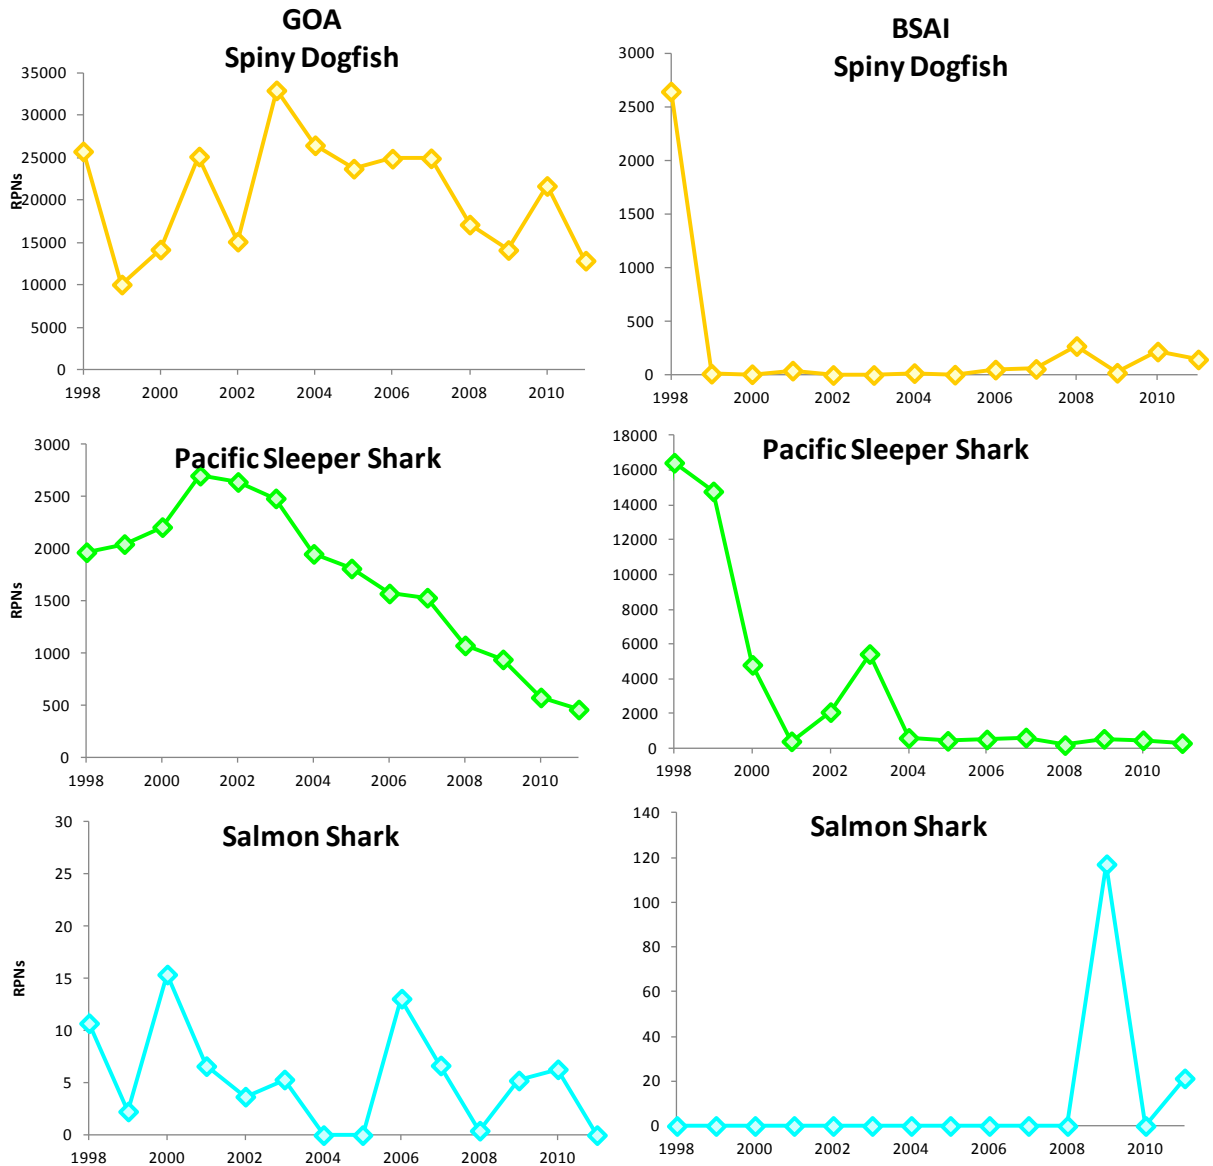 GOA
Spiny Dogfish
35000
30000
25000
20000
15000
10000
5000
0
RPNs
1998 2000 2002 2004 2006 2008 2010
BSAI
Spiny Dogfish
3000
2500
2000
1500
1000
500
0
1998 2000 2002 2004 2006 2008 2010
Pacific Sleeper Shark
3000
2500
2000
1500
1000
500
0
RPNs
1998 2000 2002 2004 2006 2008 2010
Pacific Sleeper Shark
18000
16000
14000
12000
10000
8000
6000
4000
2000
0
1998 2000 2002 2004 2006 2008 2010
Salmon Shark
30
25
20
15
10
5
0
RPNs
1998 2000 2002 2004 2006 2008 2010
Salmon Shark
140
120
100
80
60
40
20
0
1998 2000 2002 2004 2006 2008 2010